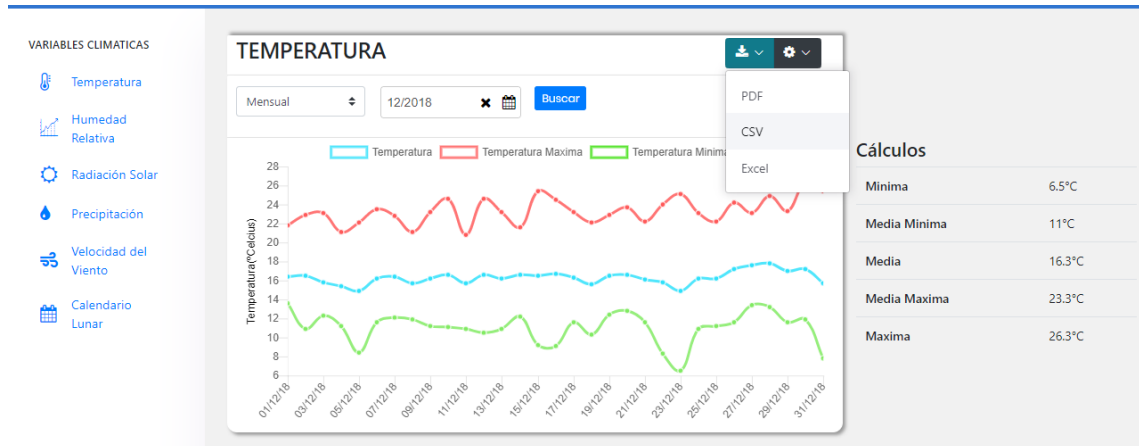 VARIABLES CLIMATICAS
Temperatura
Humedad
Relativa
Radiación Solar
Precipitación
Velocidad del
Viento
Calendario
Lunar
TEMPERATURA
Mensual
12/2018
Buscar
PDF
CSV
Excel
Temperatura
Temperatura Maxima
Temperatura Minima
Temperatura(ºCelcius)
28
26
24
22
20
18
16
14
12
10
8
6
01/12/18
03/12/18
05/12/18
07/12/18
09/12/18
11/12/18
13/12/18
15/12/18
17/12/18
19/12/18
21/12/18
23/12/18
25/12/18
27/12/18
29/12/18
31/12/18
Cálculos
Minima 6.5°C
Media Minima 11°C
Media 16.3°C
Media Maxima 23.3°C
Maxima 26.3°C